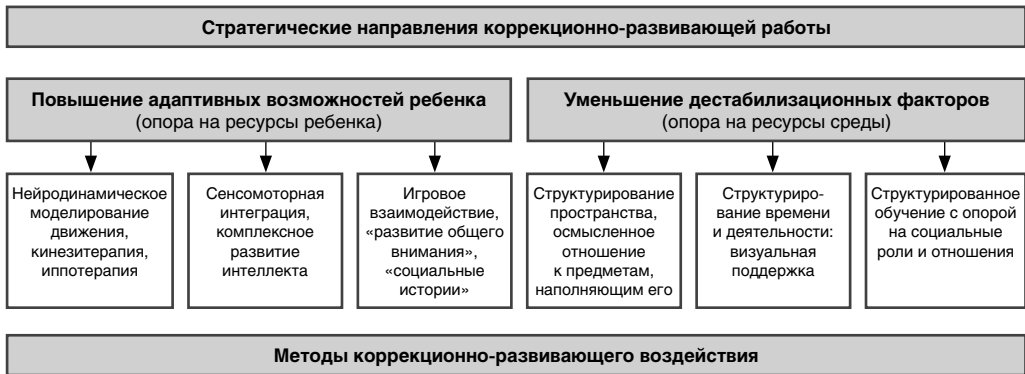 Стратегические направления коррекционно-развивающей работы
Повышение адаптивных возможностей ребенка
(опора на ресурсы ребенка)
Уменьшение дестабилизационных факторов
(опора на ресурсы среды)
Нейродинамическое
моделирование
движения,
кинезитерапия,
иппотерапия
Сенсомоторная
интеграция,
комплексное
развитие
интеллекта
Игровое
взаимодействие,
«развитие общего
внимания»,
«социальные
истории»
Структурирование
пространства,
осмысленное
отношение
к предметам,
наполняющим его
Структуриро-
вание времени
и деятельности:
визуальная
поддержка
Структурированное
обучение с опорой
на социальные
роли и отношения
Методы коррекционно-развивающего воздействия